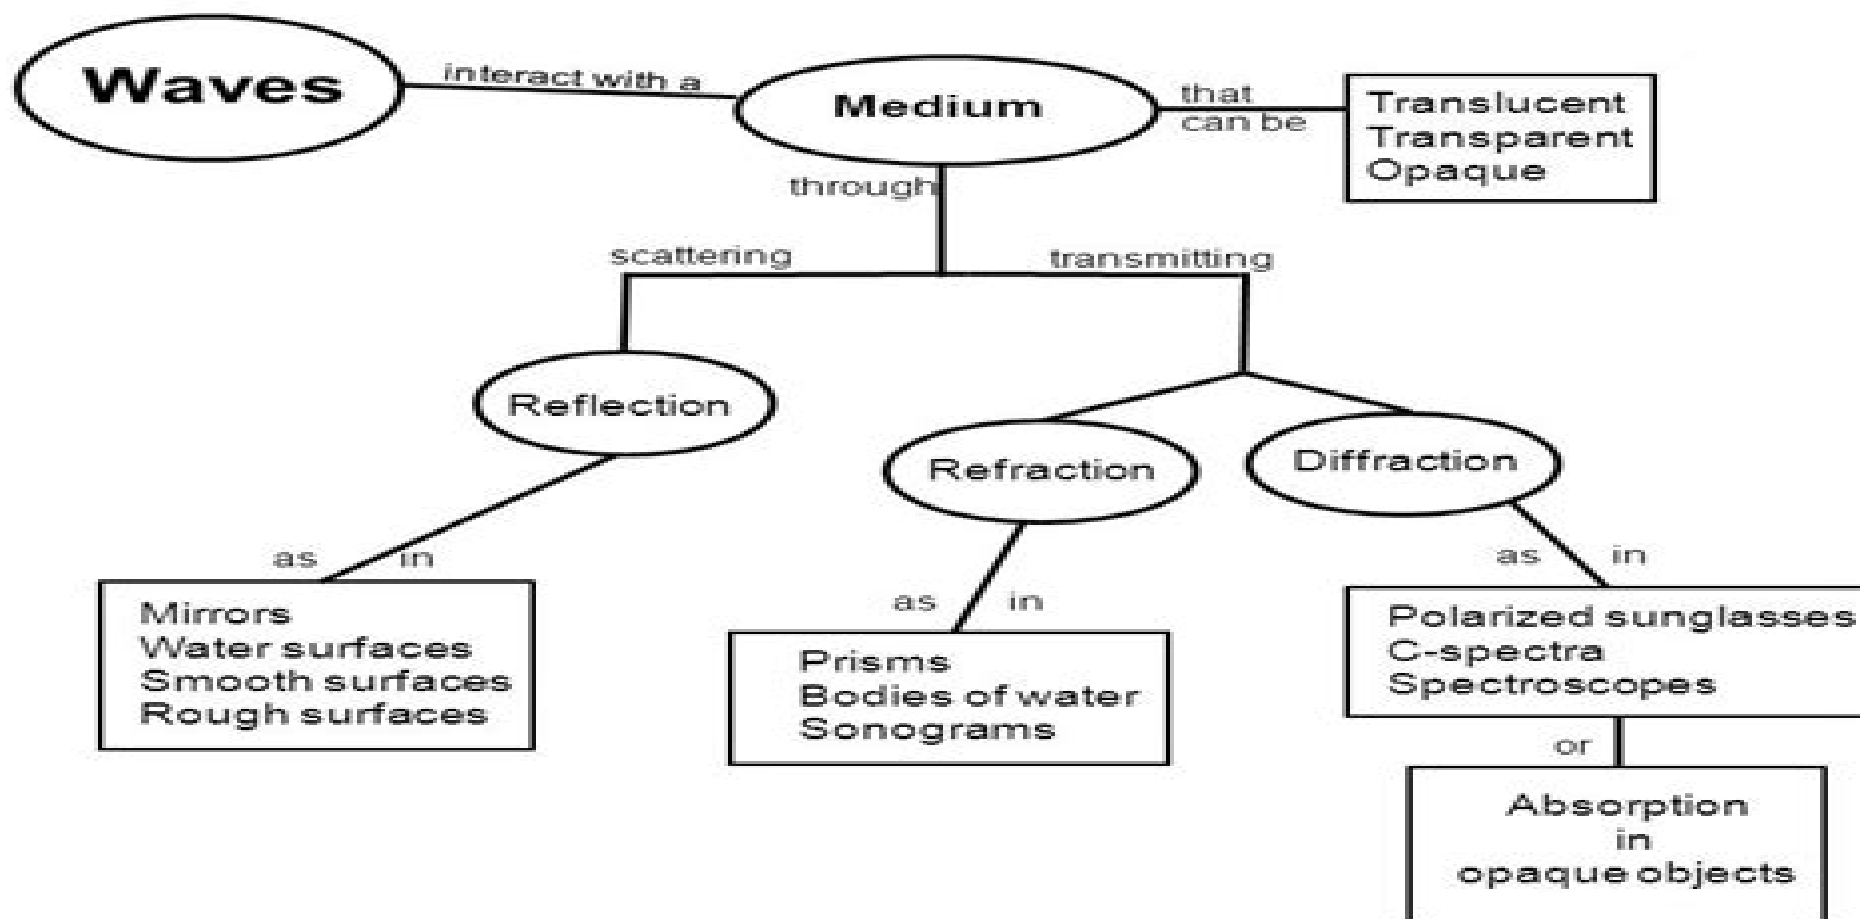 Waves
interact with a
Medium
that
can be
Translucent
Transparent
Opaque
through
scattering
transmitting
Reflection
Refraction
Diffraction
as in
Mirrors
Water surfaces
Smooth surfaces
Rough surfaces
as in
Prisms
Bodies of water
Sonograms
as in
Polarized sunglasses
C-spectra
Spectroscopes
or
Absorption
in
opaque objects